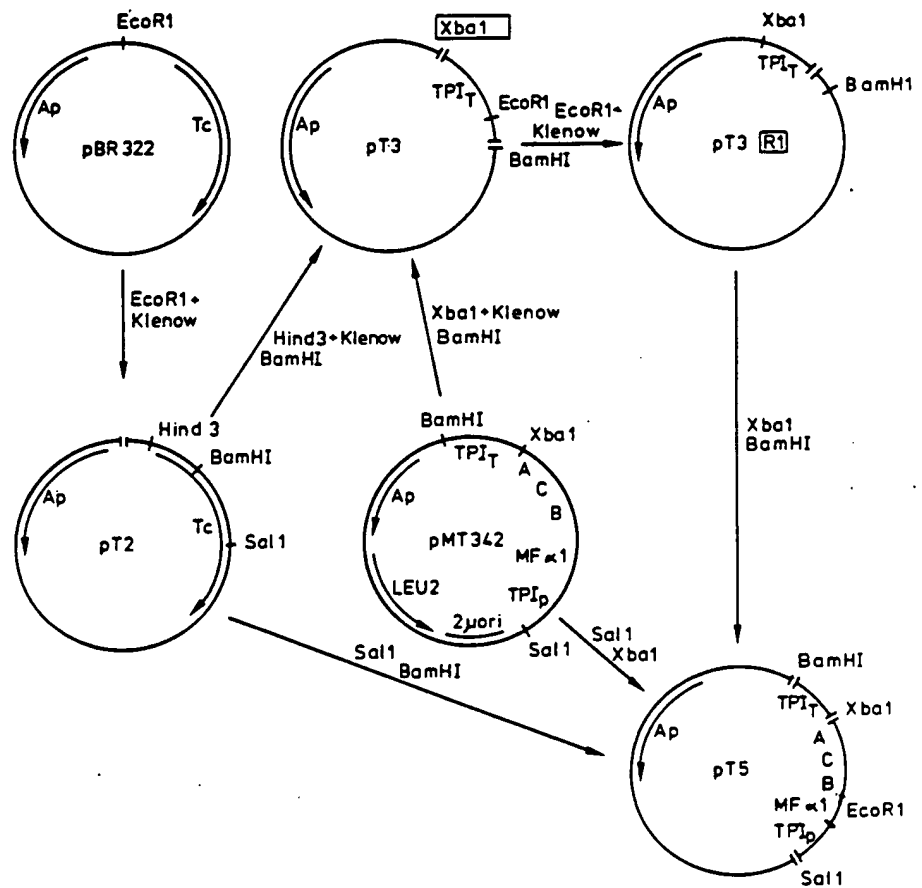 EcoR1
Ap
Tc
pBR322
Xba1
TPIT
EcoR1
Ap
pT3
BamHI
EcoR1+
Klenow
Xba1
TPIT
BamH1
Ap
pT3 R1
EcoR1+
Klenow
Hind3+Klenow
BamHI
Xba1+Klenow
BamHI
Xba1
BamHI
Hind 3
BamHI
Ap
Tc
Sal1
pT2
BamHI
Xba1
TPIT
A
C
B
Ap
pMT342
MFα1
LEU2
TPIp
2μori
Sal1
Sal1
Xba1
Sal1
BamHI
BamHI
TPIT
Xba1
A
C
B
Ap
pT5
MFα1
EcoR1
TPIp
Sal1